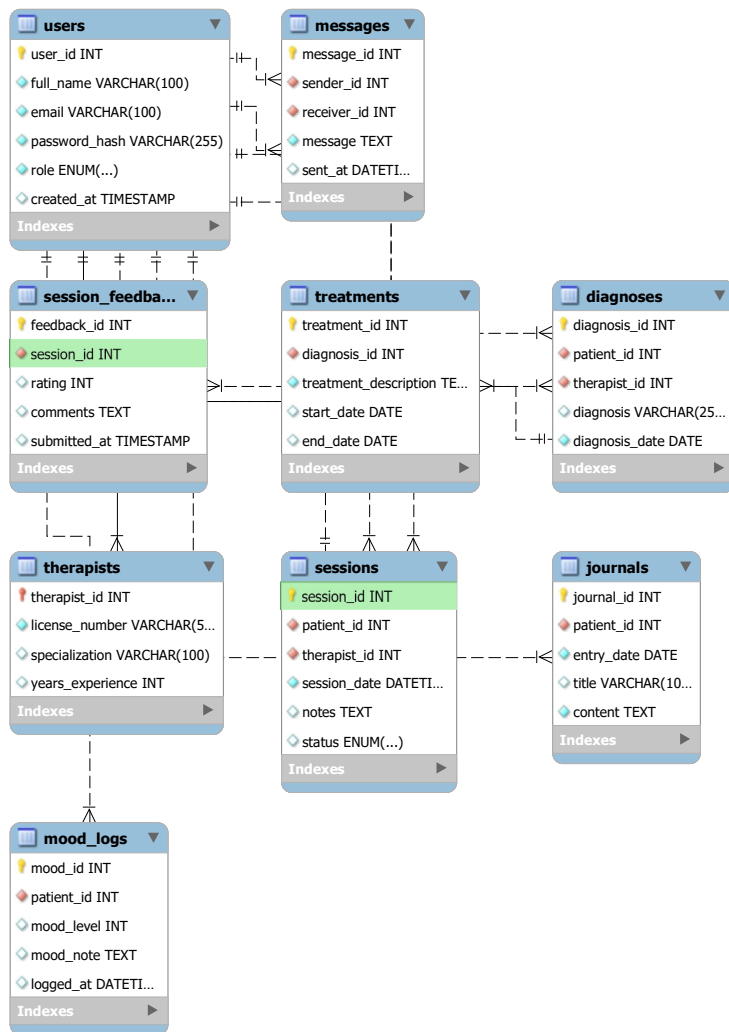 users
user_id INT
full_name VARCHAR(100)
email VARCHAR(100)
password_hash VARCHAR(255)
role ENUM(...)
created_at TIMESTAMP
Indexes
messages
message_id INT
sender_id INT
receiver_id INT
message TEXT
sent_at DATETI...
Indexes
session_feedba...
feedback_id INT
session_id INT
rating INT
comments TEXT
submitted_at TIMESTAMP
Indexes
treatments
treatment_id INT
diagnosis_id INT
treatment_description TE...
start_date DATE
end_date DATE
Indexes
diagnoses
diagnosis_id INT
patient_id INT
therapist_id INT
diagnosis VARCHAR(25...
diagnosis_date DATE
Indexes
therapists
therapist_id INT
license_number VARCHAR(5...
specialization VARCHAR(100)
years_experience INT
Indexes
sessions
session_id INT
patient_id INT
therapist_id INT
session_date DATETI...
notes TEXT
status ENUM(...)
Indexes
journals
journal_id INT
patient_id INT
entry_date DATE
title VARCHAR(10...
content TEXT
Indexes
mood_logs
mood_id INT
patient_id INT
mood_level INT
mood_note TEXT
logged_at DATETI...
Indexes